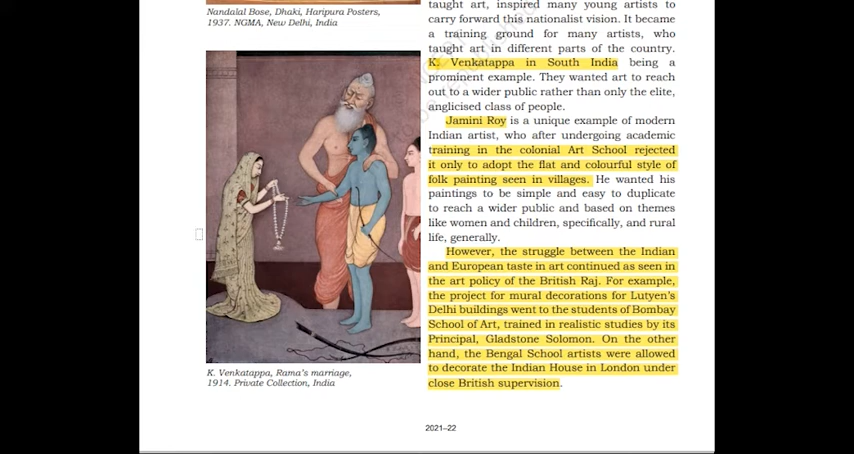 Nandalal Bose, Dhaki, Haripura Posters,
1937. NGMA, New Delhi, India
K. Venkatappa, Rama's marriage,
1914. Private Collection, India
taught art, inspired many young artists to
carry forward this nationalist vision. It became
a training ground for many artists, who
taught art in different parts of the country.
K. Venkatappa in South India being a
prominent example. They wanted art to reach
out to a wider public rather than only the elite,
anglicised class of people.
Jamini Roy is a unique example of modern
Indian artist, who after undergoing academic
training in the colonial Art School rejected
it only to adopt the flat and colourful style of
folk painting seen in villages. He wanted his
paintings to be simple and easy to duplicate
to reach a wider public and based on themes
like women and children, specifically, and rural
life, generally.
However, the struggle between the Indian
and European taste in art continued as seen in
the art policy of the British Raj. For example,
the project for mural decorations for Lutyen's
Delhi buildings went to the students of Bombay
School of Art, trained in realistic studies by its
Principal, Gladstone Solomon. On the other
hand, the Bengal School artists were allowed
to decorate the Indian House in London under
close British supervision.
2021–22